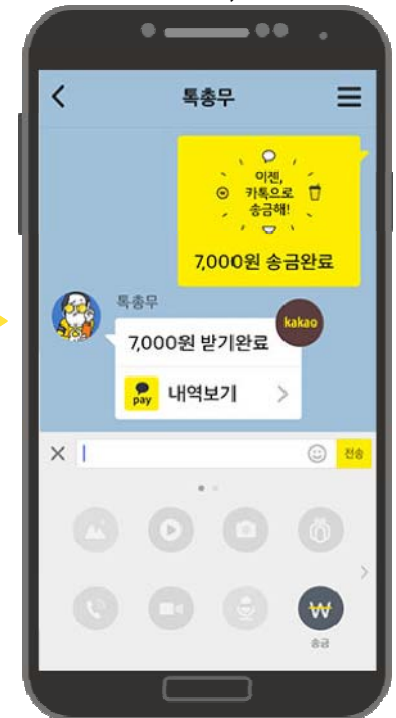 톡총무
이젠,
카톡으로
송금해!
7,000원 송금완료
톡총무
kakao
7,000원 받기완료
pay 내역보기
전송
₩
송금